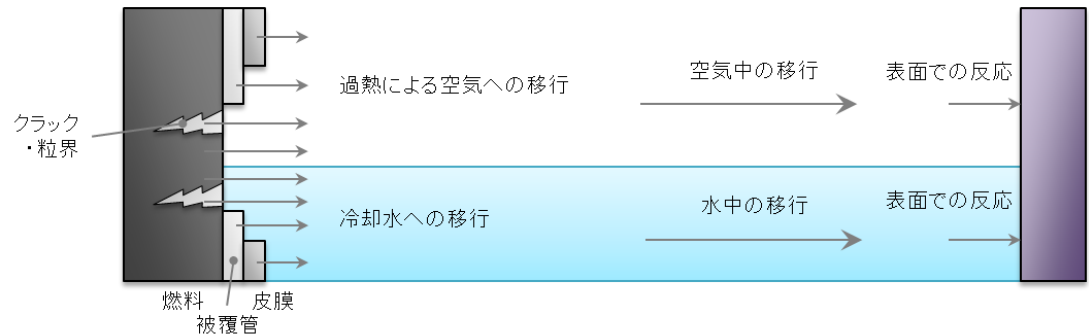 過熱による空気への移行
空気中の移行
表面での反応
クラック
・粒界
冷却水への移行
水中の移行
表面での反応
燃料
皮膜
被覆管